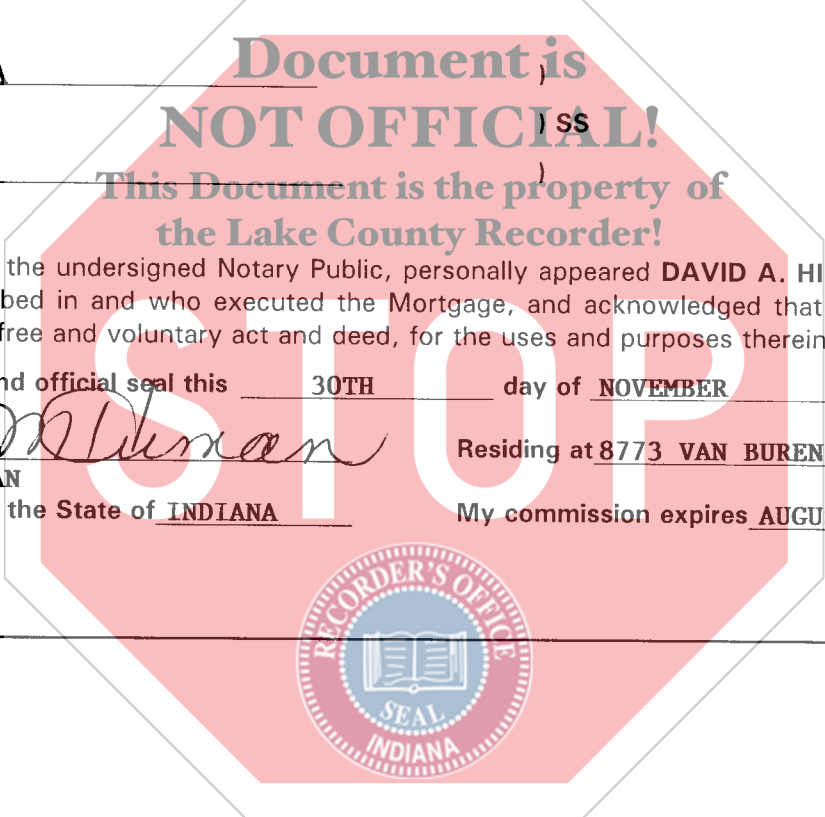 Document is
)
NOT OFFICIAL!
) SS
This Document is the property of
)
the Lake County Recorder!
the undersigned Notary Public, personally appeared DAVID A. HI
bed in and who executed the Mortgage, and acknowledged that
free and voluntary act and deed, for the uses and purposes therein
nd official seal this 30TH day of NOVEMBER
Residing at 8773 VAN BUREN
AN
the State of INDIANA My commission expires AUGU
STOP
RECORDER'S OFFICE
SEAL
INDIANA